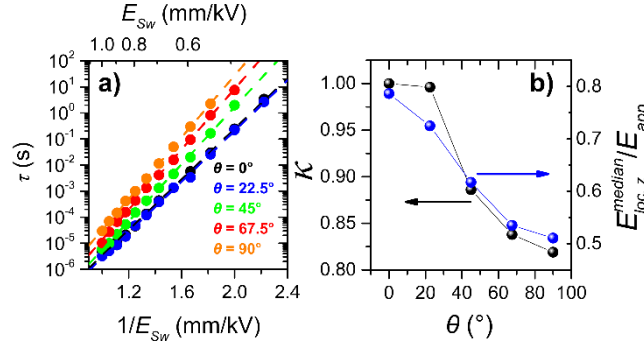 E_Sw (mm/kV)
1.0 0.8 0.6
a)
τ (s)
10^2
10^1
10^0
10^-1
10^-2
10^-3
10^-4
10^-5
10^-6
θ = 0°
θ = 22.5°
θ = 45°
θ = 67.5°
θ = 90°
1.2 1.6 2.0 2.4
1/E_Sw (mm/kV)
b)
κ
1.00
0.95
0.90
0.85
0.80
0.8
0.7
0.6
0.5
E_loc, z^median/E_app
0 20 40 60 80 100
θ (°)